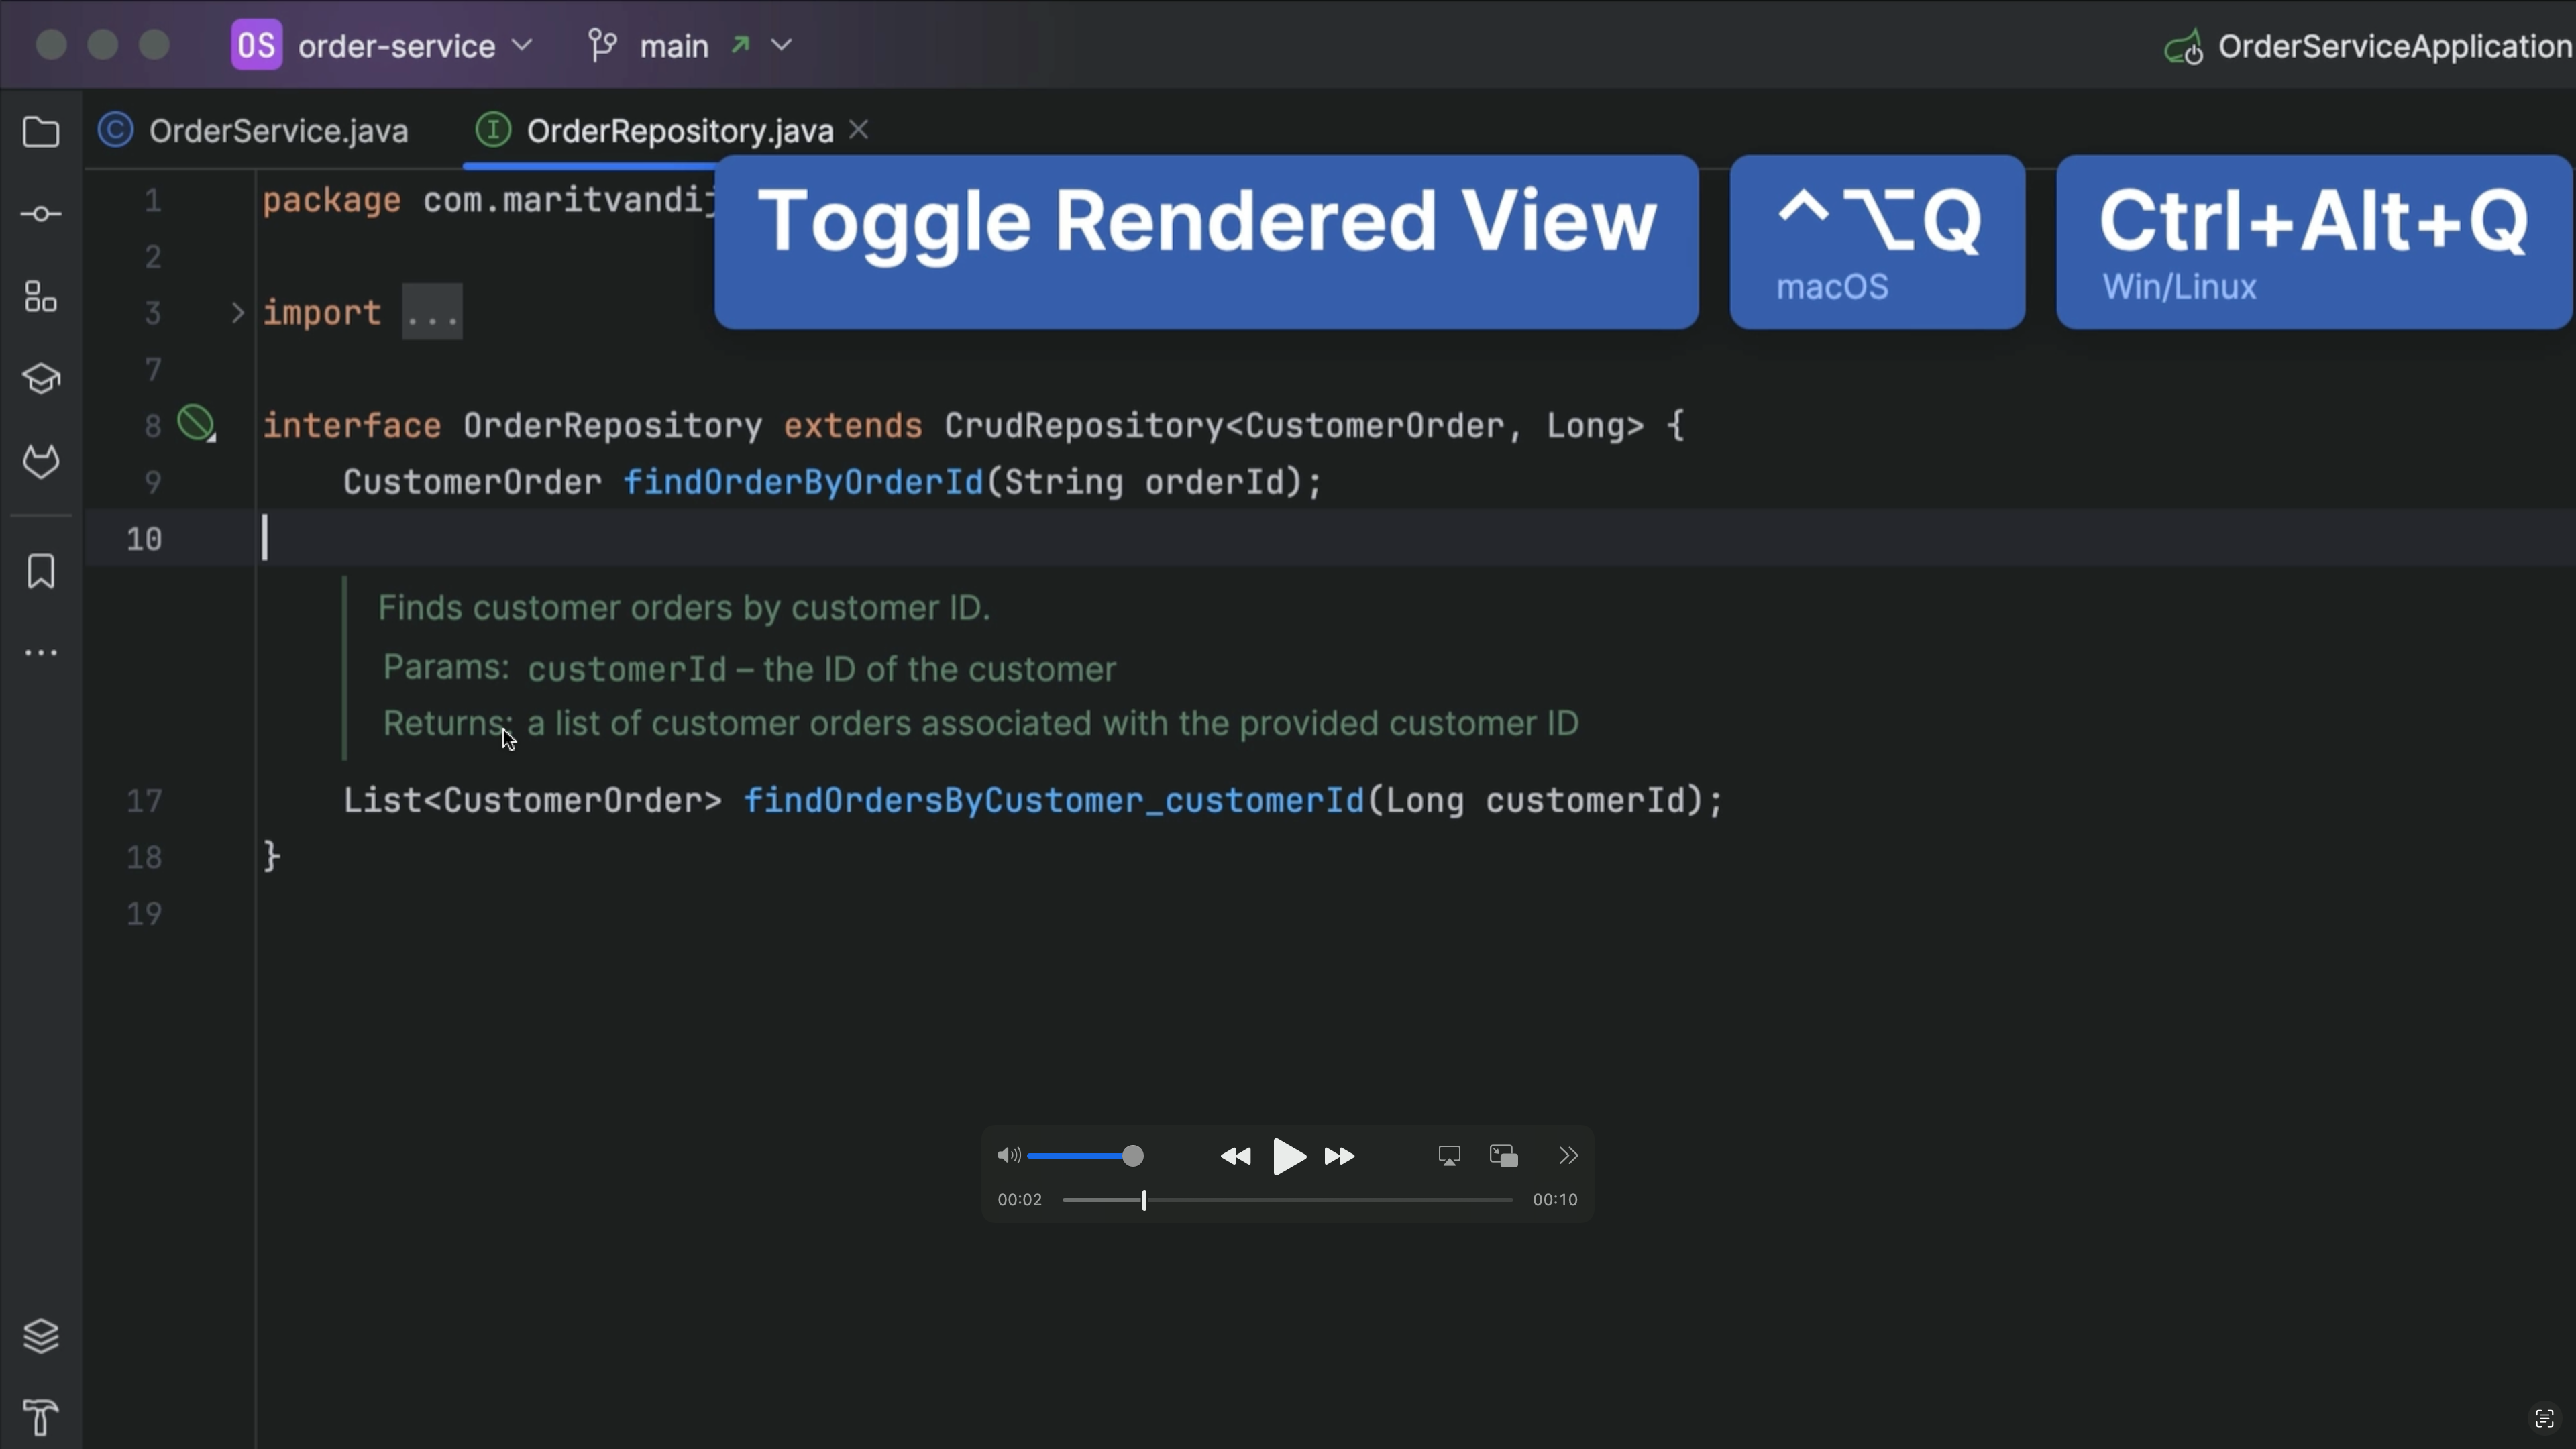 OS order-service main OrderServiceApplication
OrderService.java OrderRepository.java
Toggle Rendered View ⌃⌥Q Ctrl+Alt+Q
macOS Win/Linux
1 package com.maritvandij
2
3 import ...
7
8 interface OrderRepository extends CrudRepository<CustomerOrder, Long> {
9 CustomerOrder findOrderByOrderId(String orderId);
10
Finds customer orders by customer ID.
Params: customerId – the ID of the customer
Returns: a list of customer orders associated with the provided customer ID
17 List<CustomerOrder> findOrdersByCustomer_customerId(Long customerId);
18 }
19
00:02 00:10